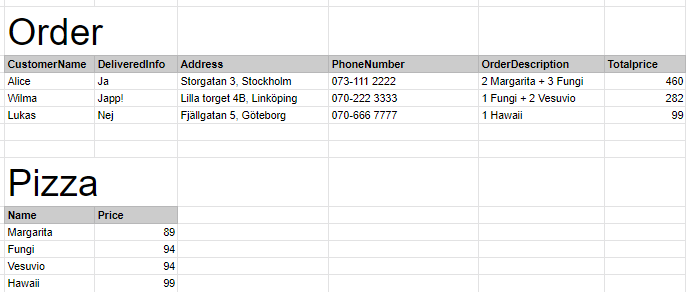 Order
CustomerName DeliveredInfo Address PhoneNumber OrderDescription Totalprice
Alice Ja Storgatan 3, Stockholm 073-111 2222 2 Margarita + 3 Fungi 460
Wilma Japp! Lilla torget 4B, Linköping 070-222 3333 1 Fungi + 2 Vesuvio 282
Lukas Nej Fjällgatan 5, Göteborg 070-666 7777 1 Hawaii 99
Pizza
Name Price
Margarita 89
Fungi 94
Vesuvio 94
Hawaii 99